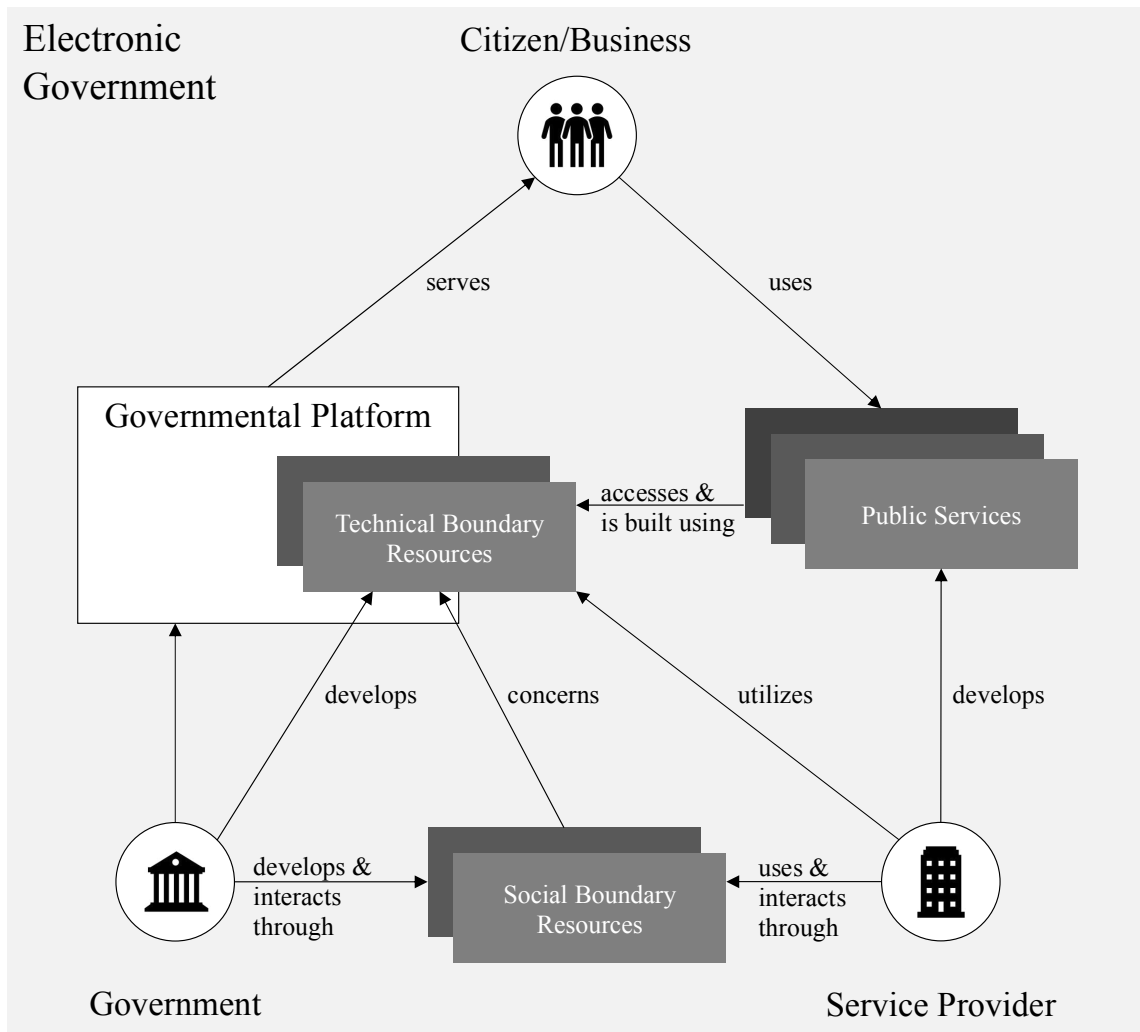 Electronic
Government
Citizen/Business
serves
uses
Governmental Platform
Technical Boundary
Resources
accesses &
is built using
Public Services
develops
concerns
utilizes
develops
develops &
interacts
through
Social Boundary
Resources
uses &
interacts
through
Government
Service Provider